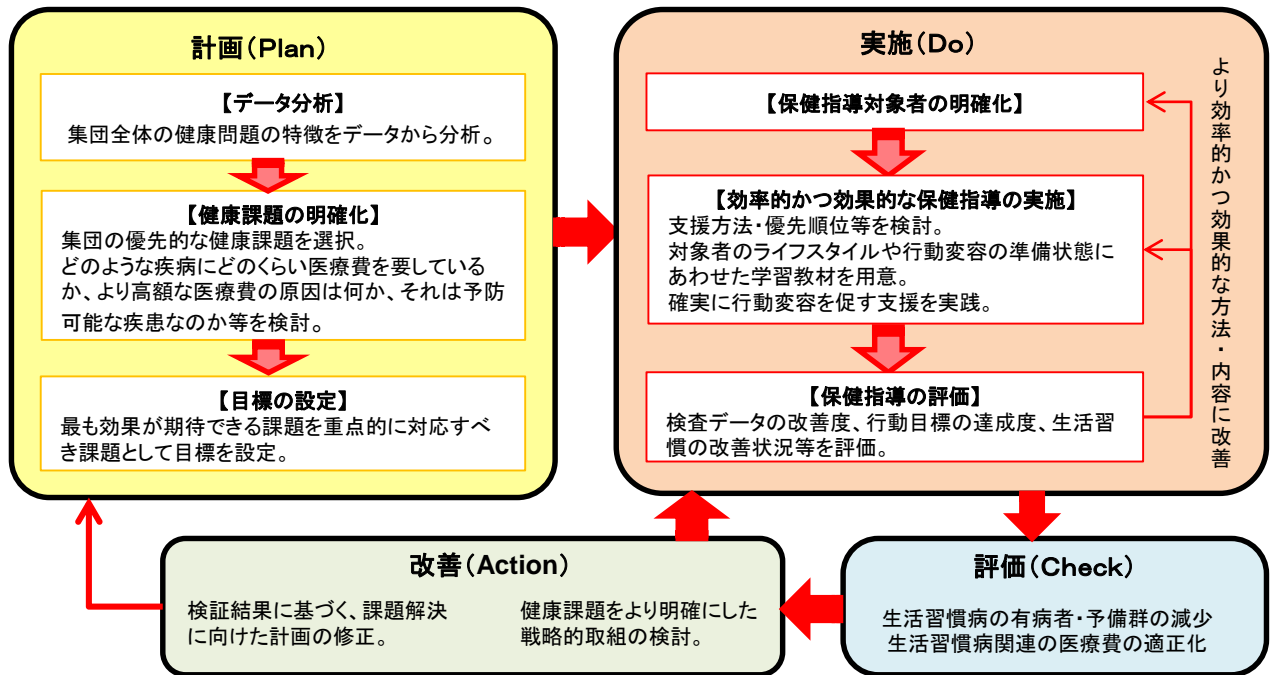 計画（Plan）
【データ分析】
集団全体の健康問題の特徴をデータから分析。
【健康課題の明確化】
集団の優先的な健康課題を選択。
どのような疾病にどのくらい医療費を要している
か、より高額な医療費の原因は何か、それは予防
可能な疾患なのか等を検討。
【目標の設定】
最も効果が期待できる課題を重点的に対応すべ
き課題として目標を設定。
実施（Ｄｏ）
【保健指導対象者の明確化】
【効率的かつ効果的な保健指導の実施】
支援方法・優先順位等を検討。
対象者のライフスタイルや行動変容の準備状態に
あわせた学習教材を用意。
確実に行動変容を促す支援を実践。
【保健指導の評価】
検査データの改善度、行動目標の達成度、生活習
慣の改善状況等を評価。
より効率的かつ効果的な方法・内容に改善
改善（Action）
検証結果に基づく、課題解決
に向けた計画の修正。
健康課題をより明確にした
戦略的取組の検討。
評価（Ｃheck）
生活習慣病の有病者・予備群の減少
生活習慣病関連の医療費の適正化